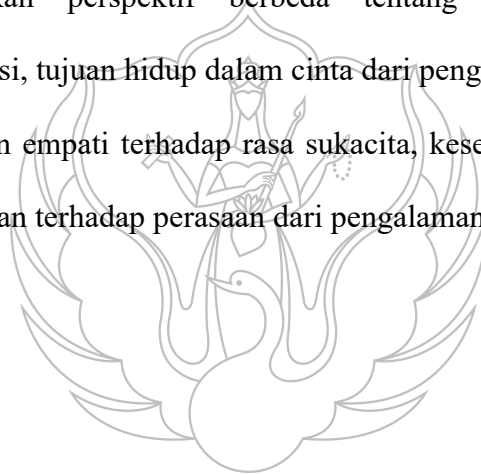 perspektif berbeda tentang
si, tujuan hidup dalam cinta dari peng
n empati terhadap rasa sukacita, kese
an terhadap perasaan dari pengalaman